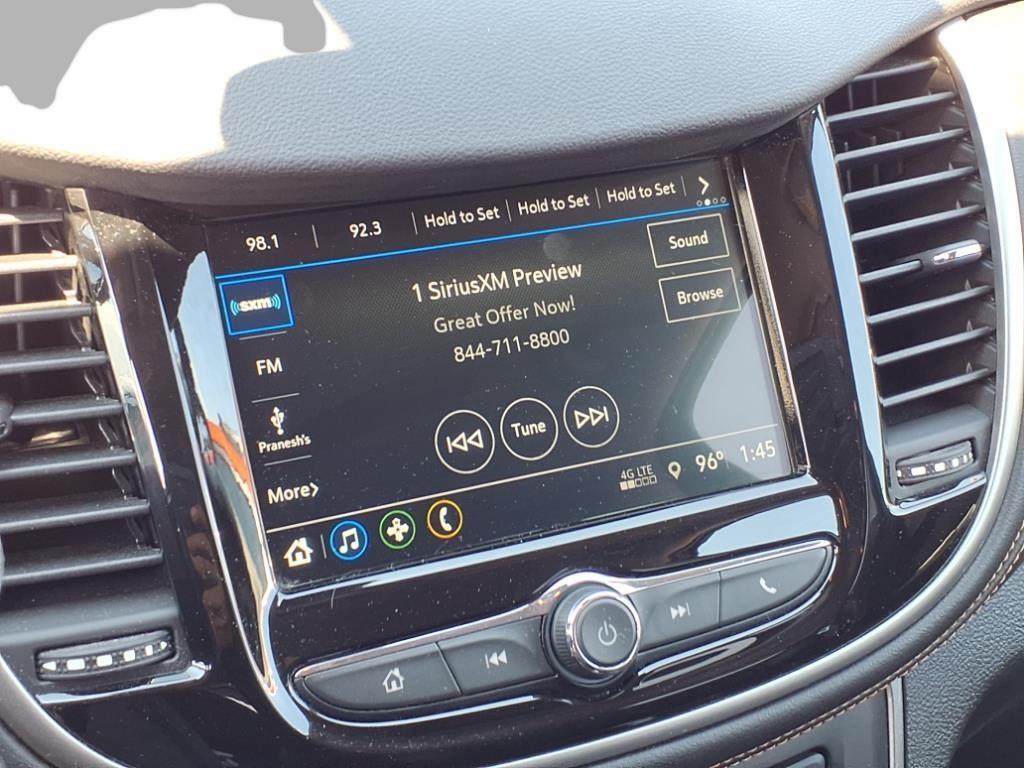 98.1 | 92.3 | Hold to Set | Hold to Set | Hold to Set
((sxm))
1 SiriusXM Preview
Great Offer Now!
844-711-8800
Sound
Browse
FM
Pranesh's
More
Tune
4G LTE
96° 1:45